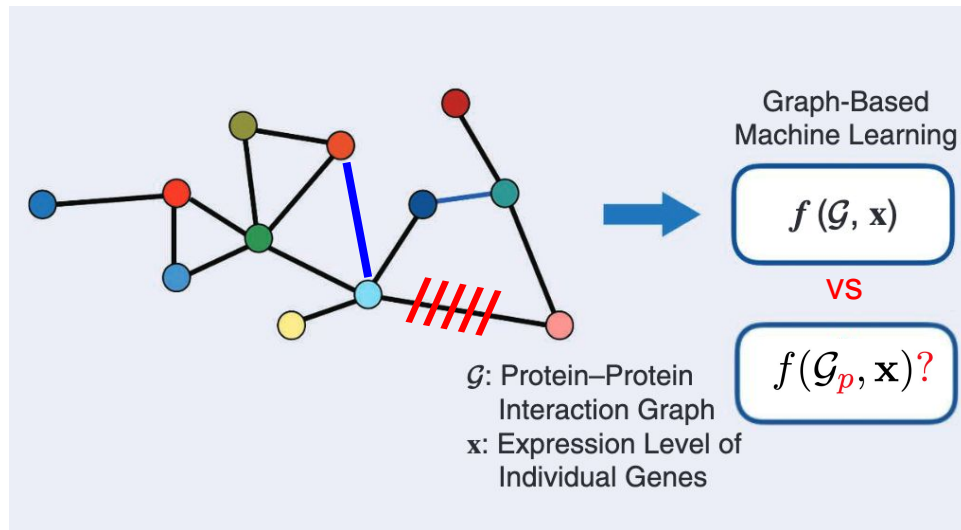 Graph-Based
Machine Learning
f (𝒢, x)
vs
f(𝒢ₚ, x)?
𝒢: Protein–Protein
Interaction Graph
x: Expression Level of
Individual Genes